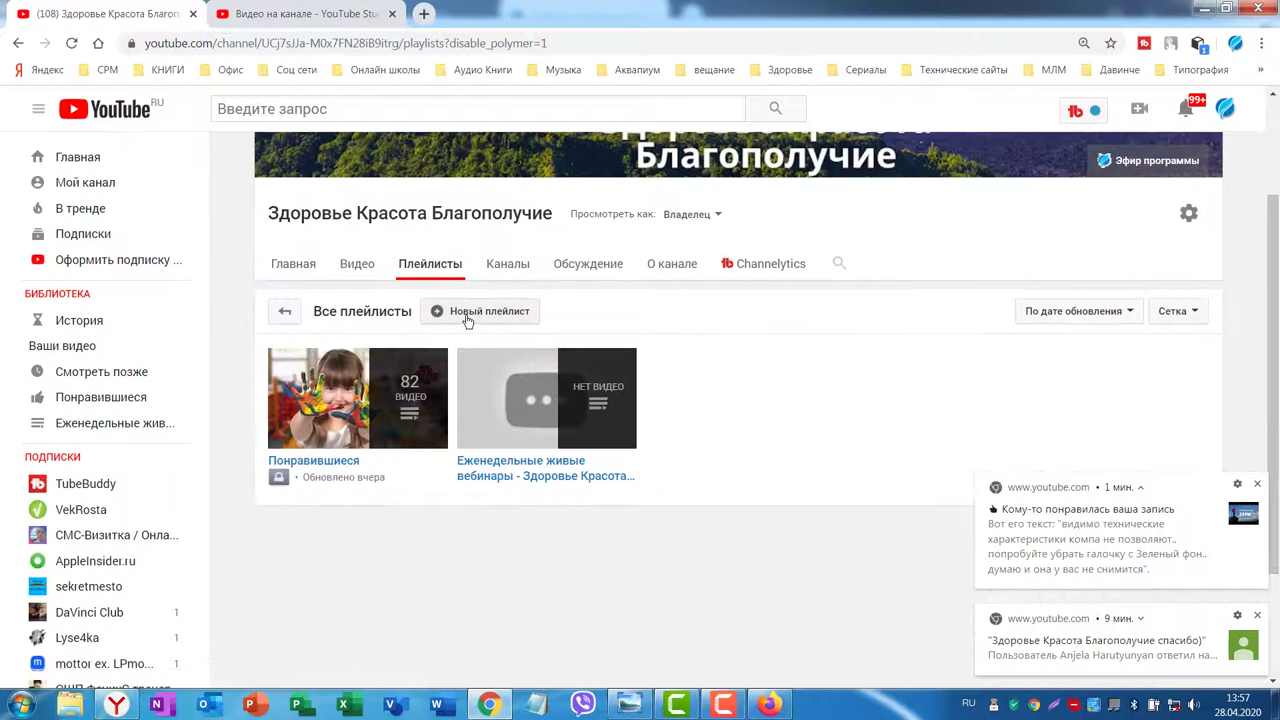 (108) Здоровье Красота Благопол
Видео на канале - YouTube Stu
youtube.com/channel/UCj7sJJa-M0x7FN28iB9itrg/playlists?disable_polymer=1
Яндекс СРМ КНИГИ Офис Соц сети Онлайн школы Аудио Книги Музыка Аквапиум вещание Здоровье Сериалы Технические сайты МЛМ Давинче Типография »
YouTube RU
Введите запрос
99+
Благополучие
Эфир программы
Главная
Мой канал
В тренде
Подписки
Оформить подписку ...
БИБЛИОТЕКА
История
Ваши видео
Смотреть позже
Понравившиеся
Еженедельные жив...
ПОДПИСКИ
TubeBuddy
VekRosta
СМС-Визитка / Онла...
AppleInsider.ru
sekretmesto
DaVinci Club 1
Lyse4ka 1
mottor ex. LPmo... 1
Здоровье Красота Благополучие
Просмотреть как: Владелец
Главная Видео Плейлисты Каналы Обсуждение О канале Channelytics
Все плейлисты
Новый плейлист
По дате обновления
Сетка
82
ВИДЕО
НЕТ ВИДЕО
Понравившиеся
• Обновлено вчера
Еженедельные живые
вебинары - Здоровье Красота...
www.youtube.com • 1 мин.
Кому-то понравилась ваша запись
Вот его текст: "видимо технические
характеристики компа не позволяют..
попробуйте убрать галочку с Зеленый фон..
думаю и она у вас не снимится".
www.youtube.com • 9 мин.
"Здоровье Красота Благополучие спасибо)"
Пользователь Anjela Harutyunyan ответил на...
RU
13:57
28.04.2020